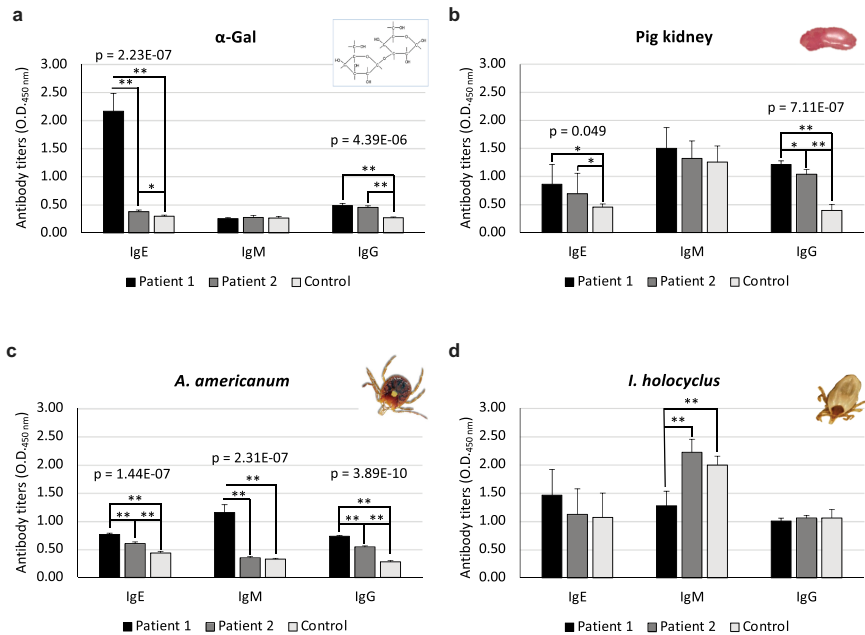 a
α-Gal
p = 2.23E-07
**
**
*
p = 4.39E-06
**
**
Antibody titers (O.D.450 nm)
3.00
2.50
2.00
1.50
1.00
0.50
0.00
IgE IgM IgG
Patient 1 Patient 2 Control
b
Pig kidney
p = 0.049
*
*
p = 7.11E-07
**
* **
Antibody titers (O.D.450 nm)
3.00
2.50
2.00
1.50
1.00
0.50
0.00
IgE IgM IgG
Patient 1 Patient 2 Control
c
A. americanum
p = 1.44E-07
**
** **
p = 2.31E-07
**
**
p = 3.89E-10
**
** **
Antibody titers (O.D.450 nm)
3.00
2.50
2.00
1.50
1.00
0.50
0.00
IgE IgM IgG
Patient 1 Patient 2 Control
d
I. holocyclus
**
**
Antibody titers (O.D.450 nm)
3.00
2.50
2.00
1.50
1.00
0.50
0.00
IgE IgM IgG
Patient 1 Patient 2 Control